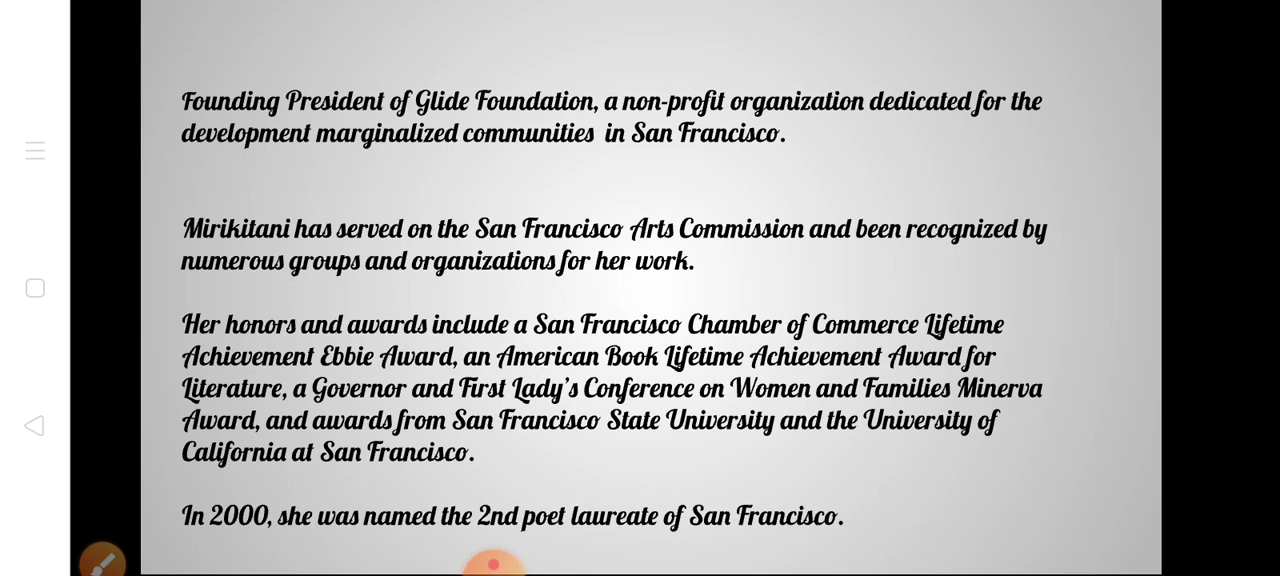 Founding President of Glide Foundation, a non-profit organization dedicated for the
development marginalized communities in San Francisco.
Mirikitani has served on the San Francisco Arts Commission and been recognized by
numerous groups and organizations for her work.
Her honors and awards include a San Francisco Chamber of Commerce Lifetime
Achievement Ebbie Award, an American Book Lifetime Achievement Award for
Literature, a Governor and First Lady's Conference on Women and Families Minerva
Award, and awards from San Francisco State University and the University of
California at San Francisco.
In 2000, she was named the 2nd poet laureate of San Francisco.